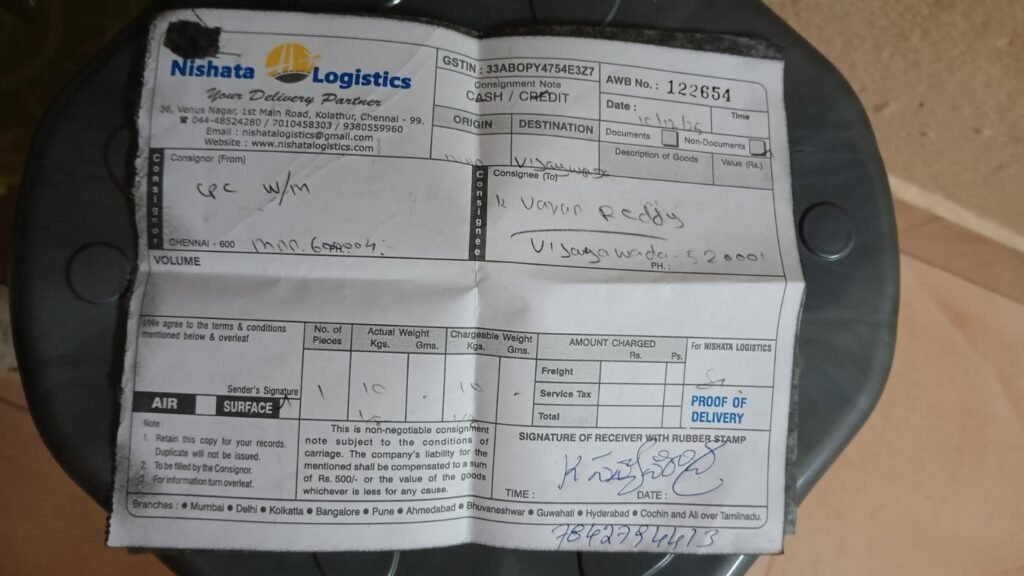 Nishata Logistics
Your Delivery Partner
36, Venus Nagar, 1st Main Road, Kolathur, Chennai - 99.
☎ 044-48524280 / 7010458303 / 9380559960
Email : nishatalogistics@gmail.com
Website : www.nishatalogistics.com
GSTIN : 33ABOPY4754E3Z7
Consignment Note
CASH / CREDIT
ORIGIN DESTINATION
Vijayawada
AWB No. : 122654
Date : Time
Documents Non-Documents
Description of Goods Value (Rs.)
Consignor
Consignor (From)
CPC W/M
CHENNAI - 600
Consignee
Consignee (To)
K Varun Reddy
Vijayawada - 520001
PH. :
VOLUME
I/We agree to the terms & conditions
mentioned below & overleaf
Sender's Signature
AIR SURFACE
No. of Pieces
Actual Weight
Kgs. Gms.
Chargeable Weight
Kgs. Gms.
1 10 - 10 -
AMOUNT CHARGED
Rs. Ps.
Freight
Service Tax
Total
For NISHATA LOGISTICS
PROOF OF
DELIVERY
Note :
1. Retain this copy for your records.
Duplicate will not be issued.
2. To be filled by the Consignor.
3. For information turn overleaf.
This is non-negotiable consignment
note subject to the conditions of
carriage. The company's liability for the
mentioned shall be compensated to a sum
of Rs. 500/- or the value of the goods
whichever is less for any cause.
SIGNATURE OF RECEIVER WITH RUBBER STAMP
TIME : DATE :
Branches : ● Mumbai ● Delhi ● Kolkatta ● Bangalore ● Pune ● Ahmedabad ● Bhuvaneshwar ● Guwahati ● Hyderabad ● Cochin and All over Tamilnadu.
7842794413